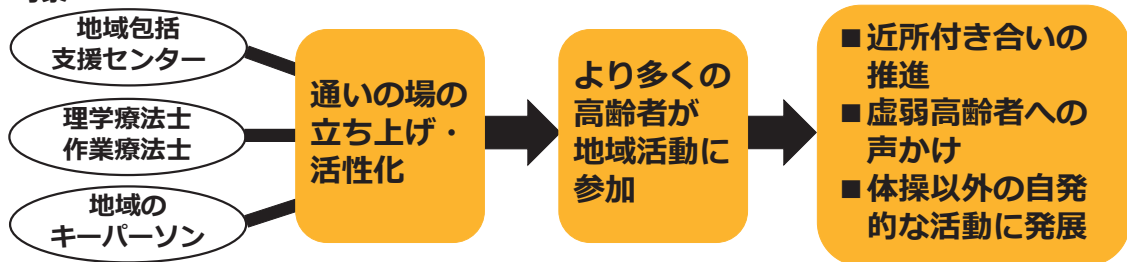 地域包括
支援センター
理学療法士
作業療法士
地域の
キーパーソン
通いの場の
立ち上げ・
活性化
より多くの
高齢者が
地域活動に
参加
■近所付き合いの
推進
■虚弱高齢者への
声かけ
■体操以外の自発
的な活動に発展